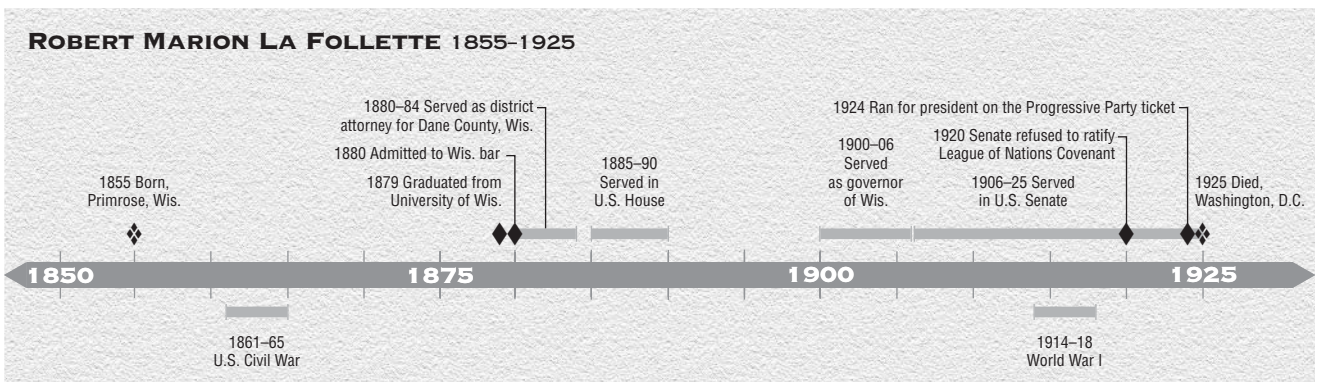 ROBERT MARION LA FOLLETTE 1855–1925
1855 Born,
Primrose, Wis.
1880–84 Served as district
attorney for Dane County, Wis.
1880 Admitted to Wis. bar
1879 Graduated from
University of Wis.
1885–90
Served in
U.S. House
1900–06
Served
as governor
of Wis.
1924 Ran for president on the Progressive Party ticket
1920 Senate refused to ratify
League of Nations Covenant
1906–25 Served
in U.S. Senate
1925 Died,
Washington, D.C.
1850 1875 1900 1925
1861–65
U.S. Civil War
1914–18
World War I